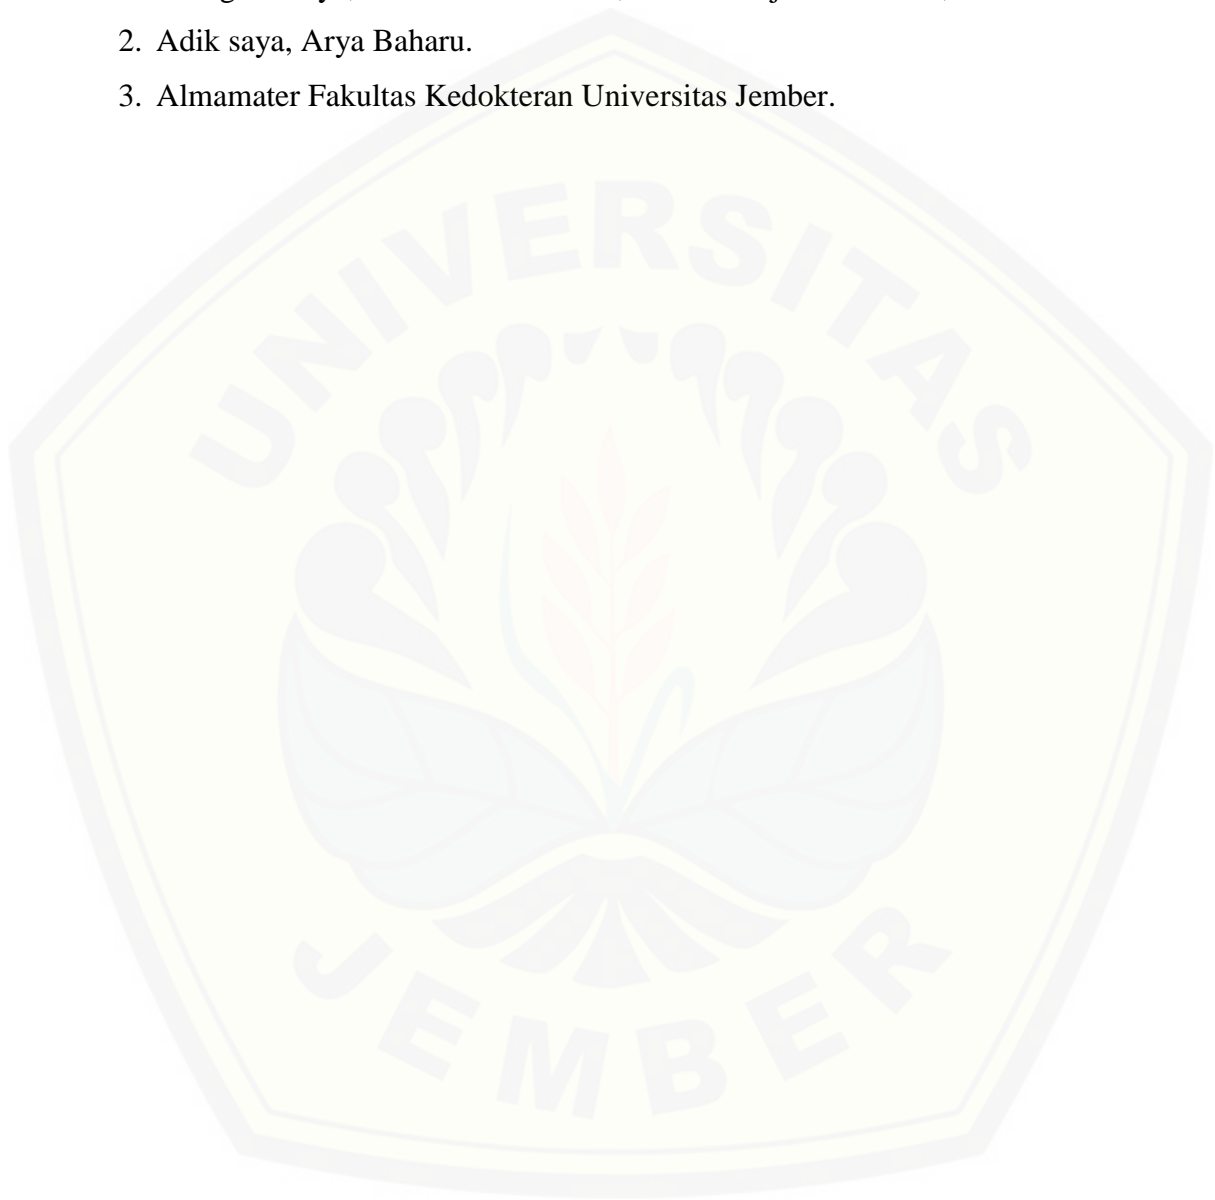 2. Adik saya, Arya Baharu.
3. Almamater Fakultas Kedokteran Universitas Jember.
UNIVERSITAS
JEMBER